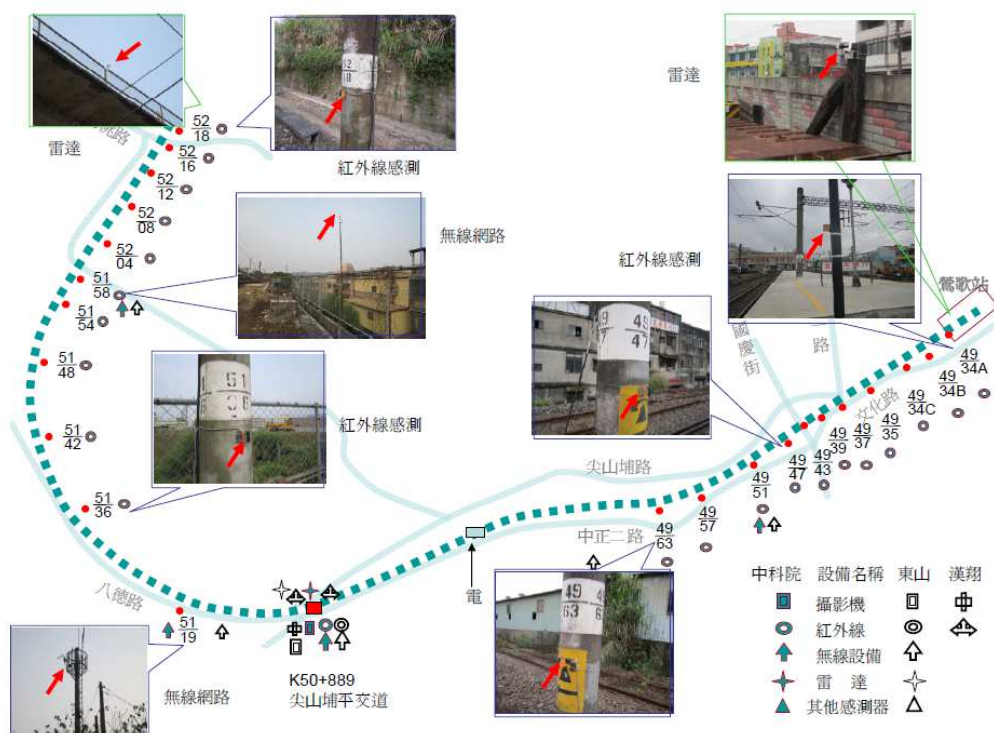 雷達
紅外線感測
無線網路
紅外線感測
無線網路
雷達
紅外線感測
鶯歌站
國慶街
路
文化路
尖山埔路
中正二路
八德路
電
K50+889
尖山埔平交道
52
18
52
16
52
12
52
08
52
04
51
58
51
54
51
48
51
42
51
36
51
19
49
63
49
57
49
51
49
47
49
43
49
39
49
37
49
35
49
34C
49
34B
49
34A
49
47
51
49
63
中科院 設備名稱 東山 漢翔
攝影機
紅外線
無線設備
雷 達
其他感測器